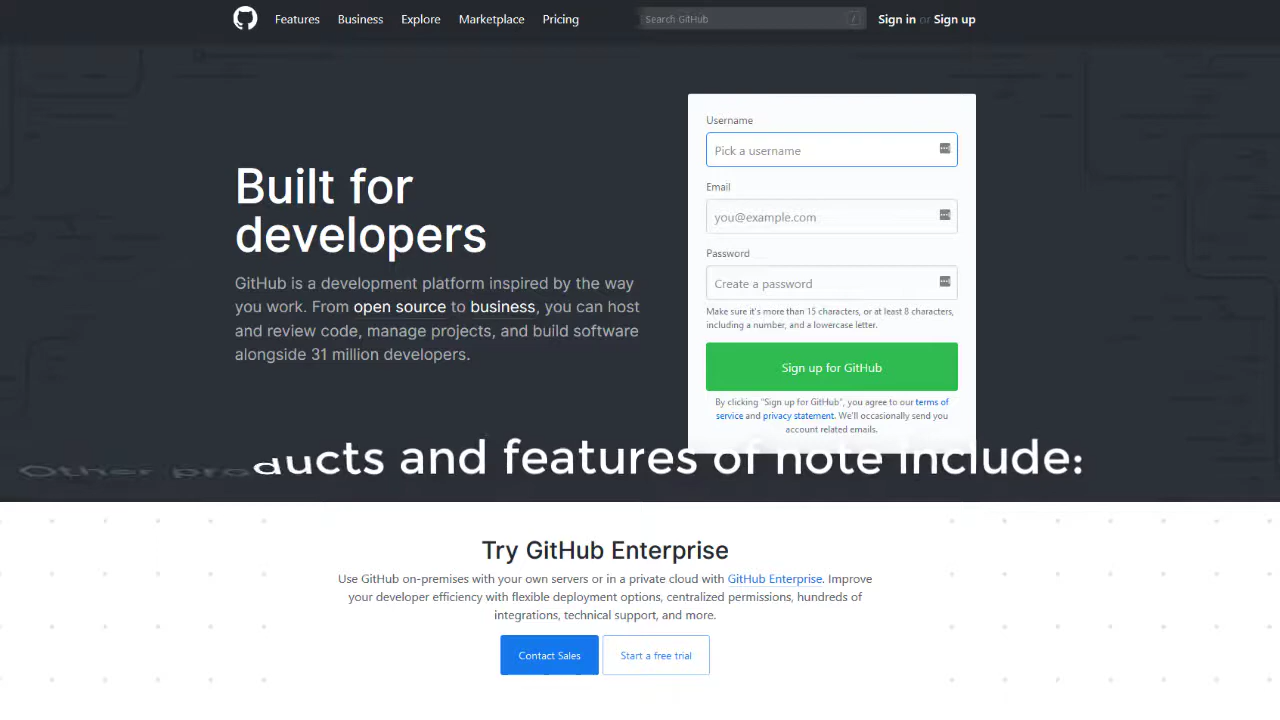 Features Business Explore Marketplace Pricing Search GitHub / Sign in or Sign up
Built for
developers
GitHub is a development platform inspired by the way
you work. From open source to business, you can host
and review code, manage projects, and build software
alongside 31 million developers.
Username
Pick a username
Email
you@example.com
Password
Create a password
Make sure it's more than 15 characters, or at least 8 characters,
including a number, and a lowercase letter.
Sign up for GitHub
By clicking "Sign up for GitHub", you agree to our terms of
service and privacy statement. We'll occasionally send you
account related emails.
Other products and features of note include:
Try GitHub Enterprise
Use GitHub on-premises with your own servers or in a private cloud with GitHub Enterprise. Improve
your developer efficiency with flexible deployment options, centralized permissions, hundreds of
integrations, technical support, and more.
Contact Sales Start a free trial